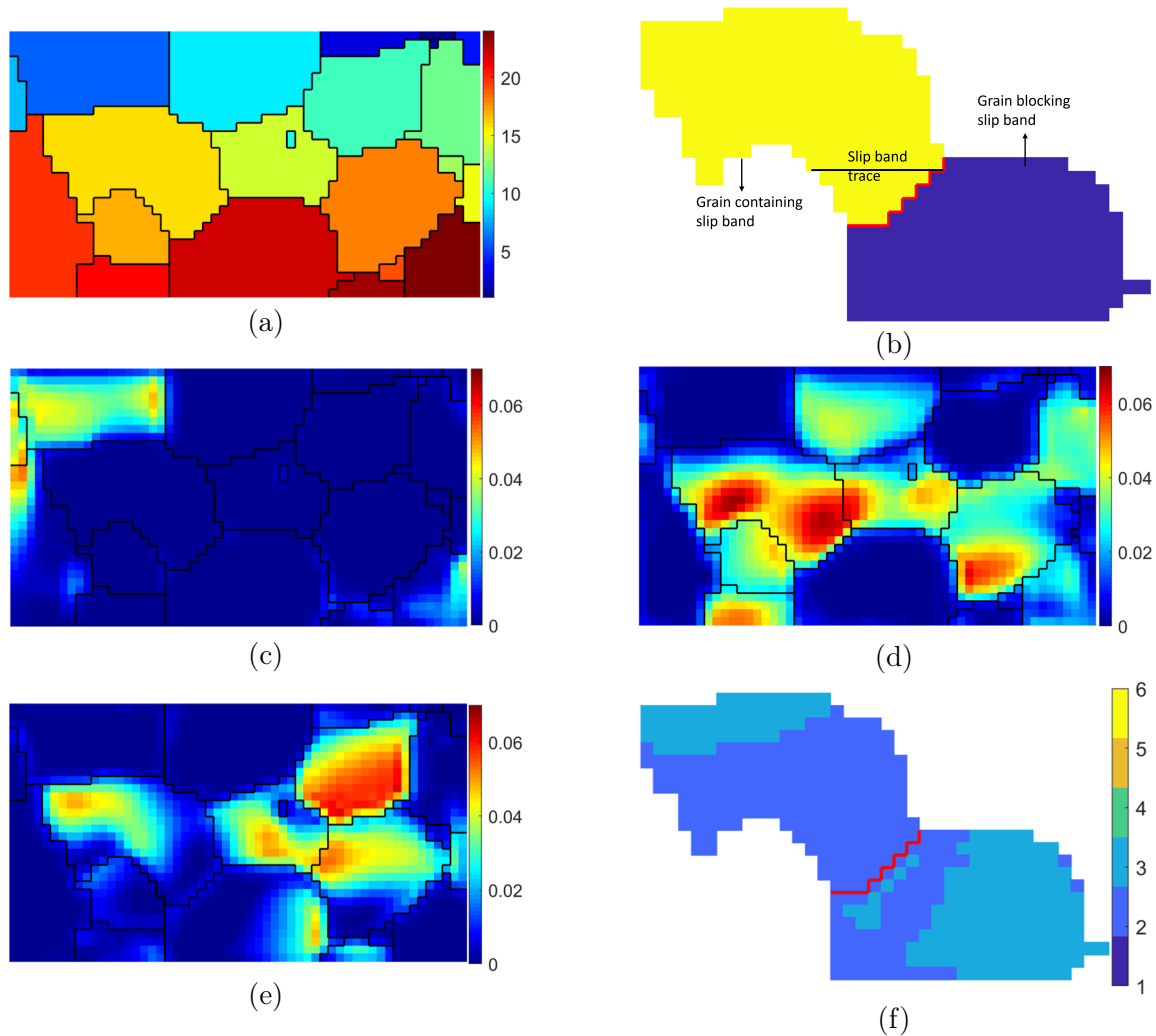 20
15
10
5
(a)
Grain blocking
slip band
Slip band
trace
Grain containing
slip band
(b)
0.06
0.04
0.02
0
(c)
0.06
0.04
0.02
0
(d)
0.06
0.04
0.02
0
(e)
6
5
4
3
2
1
(f)